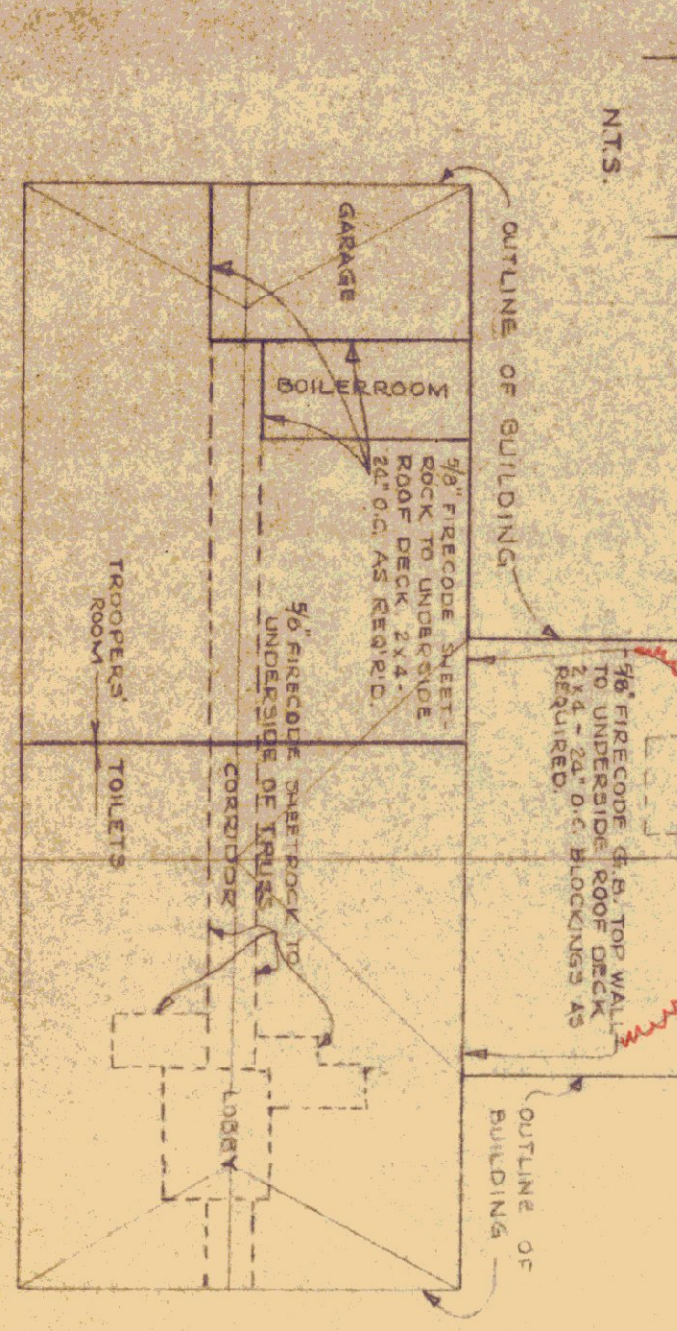 N.T.S.
OUTLINE OF BUILDING
GARAGE
BOILERROOM
5/8" FIRECODE SHEET-
ROCK TO UNDERSIDE
ROOF DECK 2x4-
24" O.C. AS REQ'R'D.
5/8" FIRECODE G.B. TOP WALL
TO UNDERSIDE ROOF DECK
2x4 - 24" O.C. BLOCKINGS AS
REQUIRED.
5/8" FIRECODE SHEETROCK TO
UNDERSIDE OF TRUSS
CORRIDOR
TROOPERS'
ROOM
TOILETS
LOBBY
OUTLINE OF
BUILDING